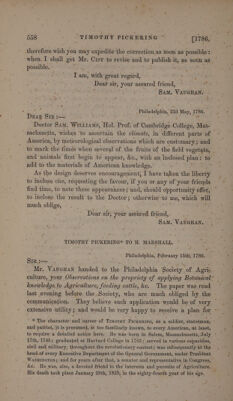 558 TIMOTHY PICKERING [1786.
therefore wish you may expedite the correction as soon as possible:
when I shall get Mr. Cist to revise and to publish it, as soon as
possible.
I am, with great regard,
Dear sir, your assured friend,
Sam. Vaughan.
Philadelphia, 23d May, 1786.
Dear Sir:—
Doctor Sam. Williams, Hol. Prof. of Cambridge College, Mas-
sachusetts, wishes to ascertain the climate, in different parts of
America, by meteorological observations which are customary; and
to mark the times when several of the fruits of the field vegetate,
and animals first begin to appear, &c., with an inclosed plan: to
add to the materials of American knowledge.
As the design deserves encouragement, I have taken the liberty
to inclose one, requesting the favour, if you or any of your friends
find time, to note these appearances; and, should opportunity offer,
to inclose the result to the Doctor; otherwise to me, which will
much oblige,
Dear sir, your assured friend,
Sam. Vaughan.
TIMOTHY PICKERING* TO H. MARSHALL.
Philadelphia, February 15th, 1786.
Sir:—
Mr. Vaughan handed to the Philadelphia Society of Agri-
culture, your Observations on the propriety of applying Botanical
knowledge to Agriculture, feeding cattle, &c. The paper was read
last evening before the Society, who are much obliged by the
communication. They believe such application would be of very
extensive utility; and would be very happy to receive a plan for
* The character and career of Timothy Pickering, as a soldier, statesman,
and patriot, it is presumed, is too familiarly known, to every American, at least,
to require a detailed notice here. He was born in Salem, Massachusetts, July
17th, 1745; graduated at Harvard College in 1763; served in various capacities,
civil and military, throughout the revolutionary contest; was subsequently at the
head of every Executive Department of the General Government, under President
Washington; and for years after that, a senator and representative in Congress,
&c. He was, also, a devoted friend to the interests and pursuits of Agriculture.
His death took place January 29th, 1829, in the eighty-fourth year of his age.